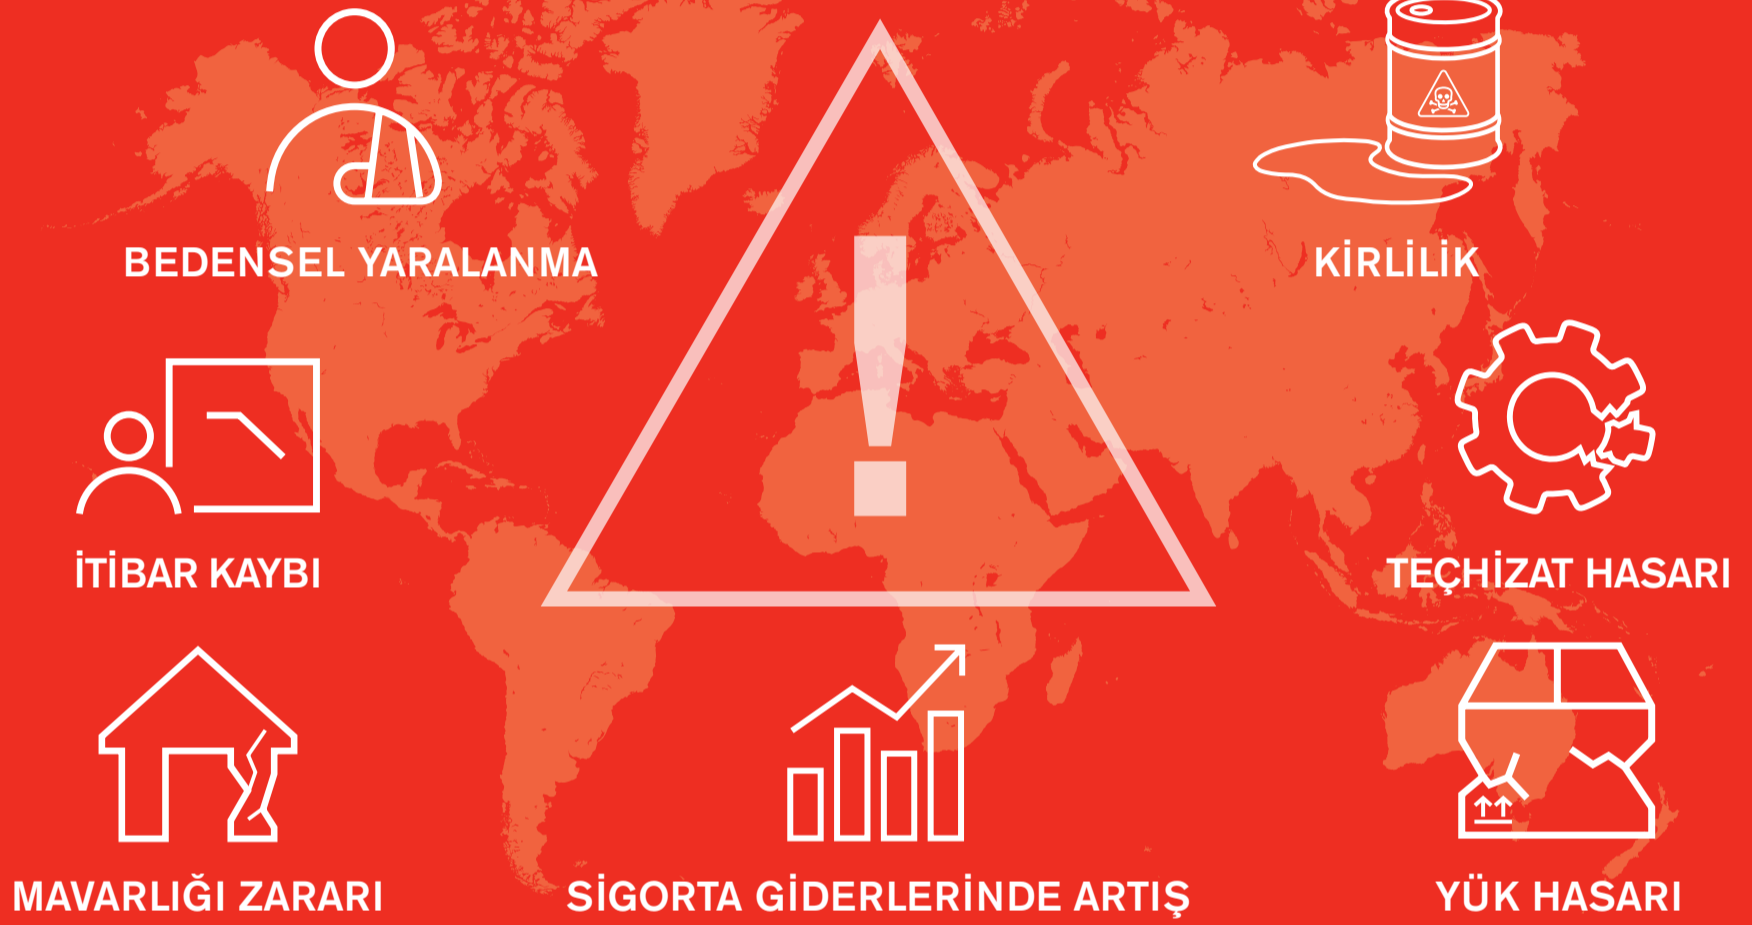 BEDENSEL YARALANMA
KİRLİLİK
İTİBAR KAYBI
TEÇHİZAT HASARI
MAVARLIĞI ZARARI
SİGORTA GİDERLERİNDE ARTIŞ
YÜK HASARI